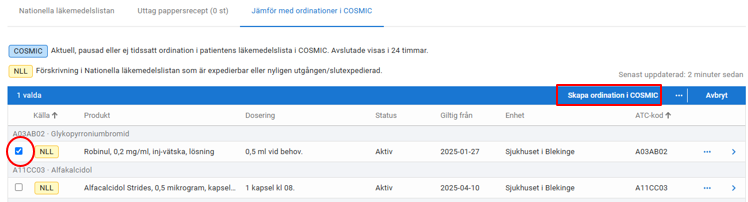 Nationella läkemedelslistan Uttag pappersrecept (0 st) Jämför med ordinationer i COSMIC
COSMIC Aktuell, pausad eller ej tidssatt ordination i patientens läkemedelslista i COSMIC. Avslutade visas i 24 timmar.
NLL Förskrivning i Nationella läkemedelslistan som är expedierbar eller nyligen utgången/slutexpedierad.
Senast uppdaterad: 2 minuter sedan
1 valda Skapa ordination i COSMIC ... Avbryt
Källa ↑ Produkt Dosering Status Giltig från Enhet ATC-kod ↑
A03AB02 · Glykopyrroniumbromid
NLL Robinul, 0,2 mg/ml, inj-vätska, lösning 0,5 ml vid behov. Aktiv 2025-01-27 Sjukhuset i Blekinge A03AB02 ...
A11CC03 · Alfakalcidol
NLL Alfacalcidol Strides, 0,5 mikrogram, kapsel... 1 kapsel kl 08. Aktiv 2025-04-10 Sjukhuset i Blekinge A11CC03 ...